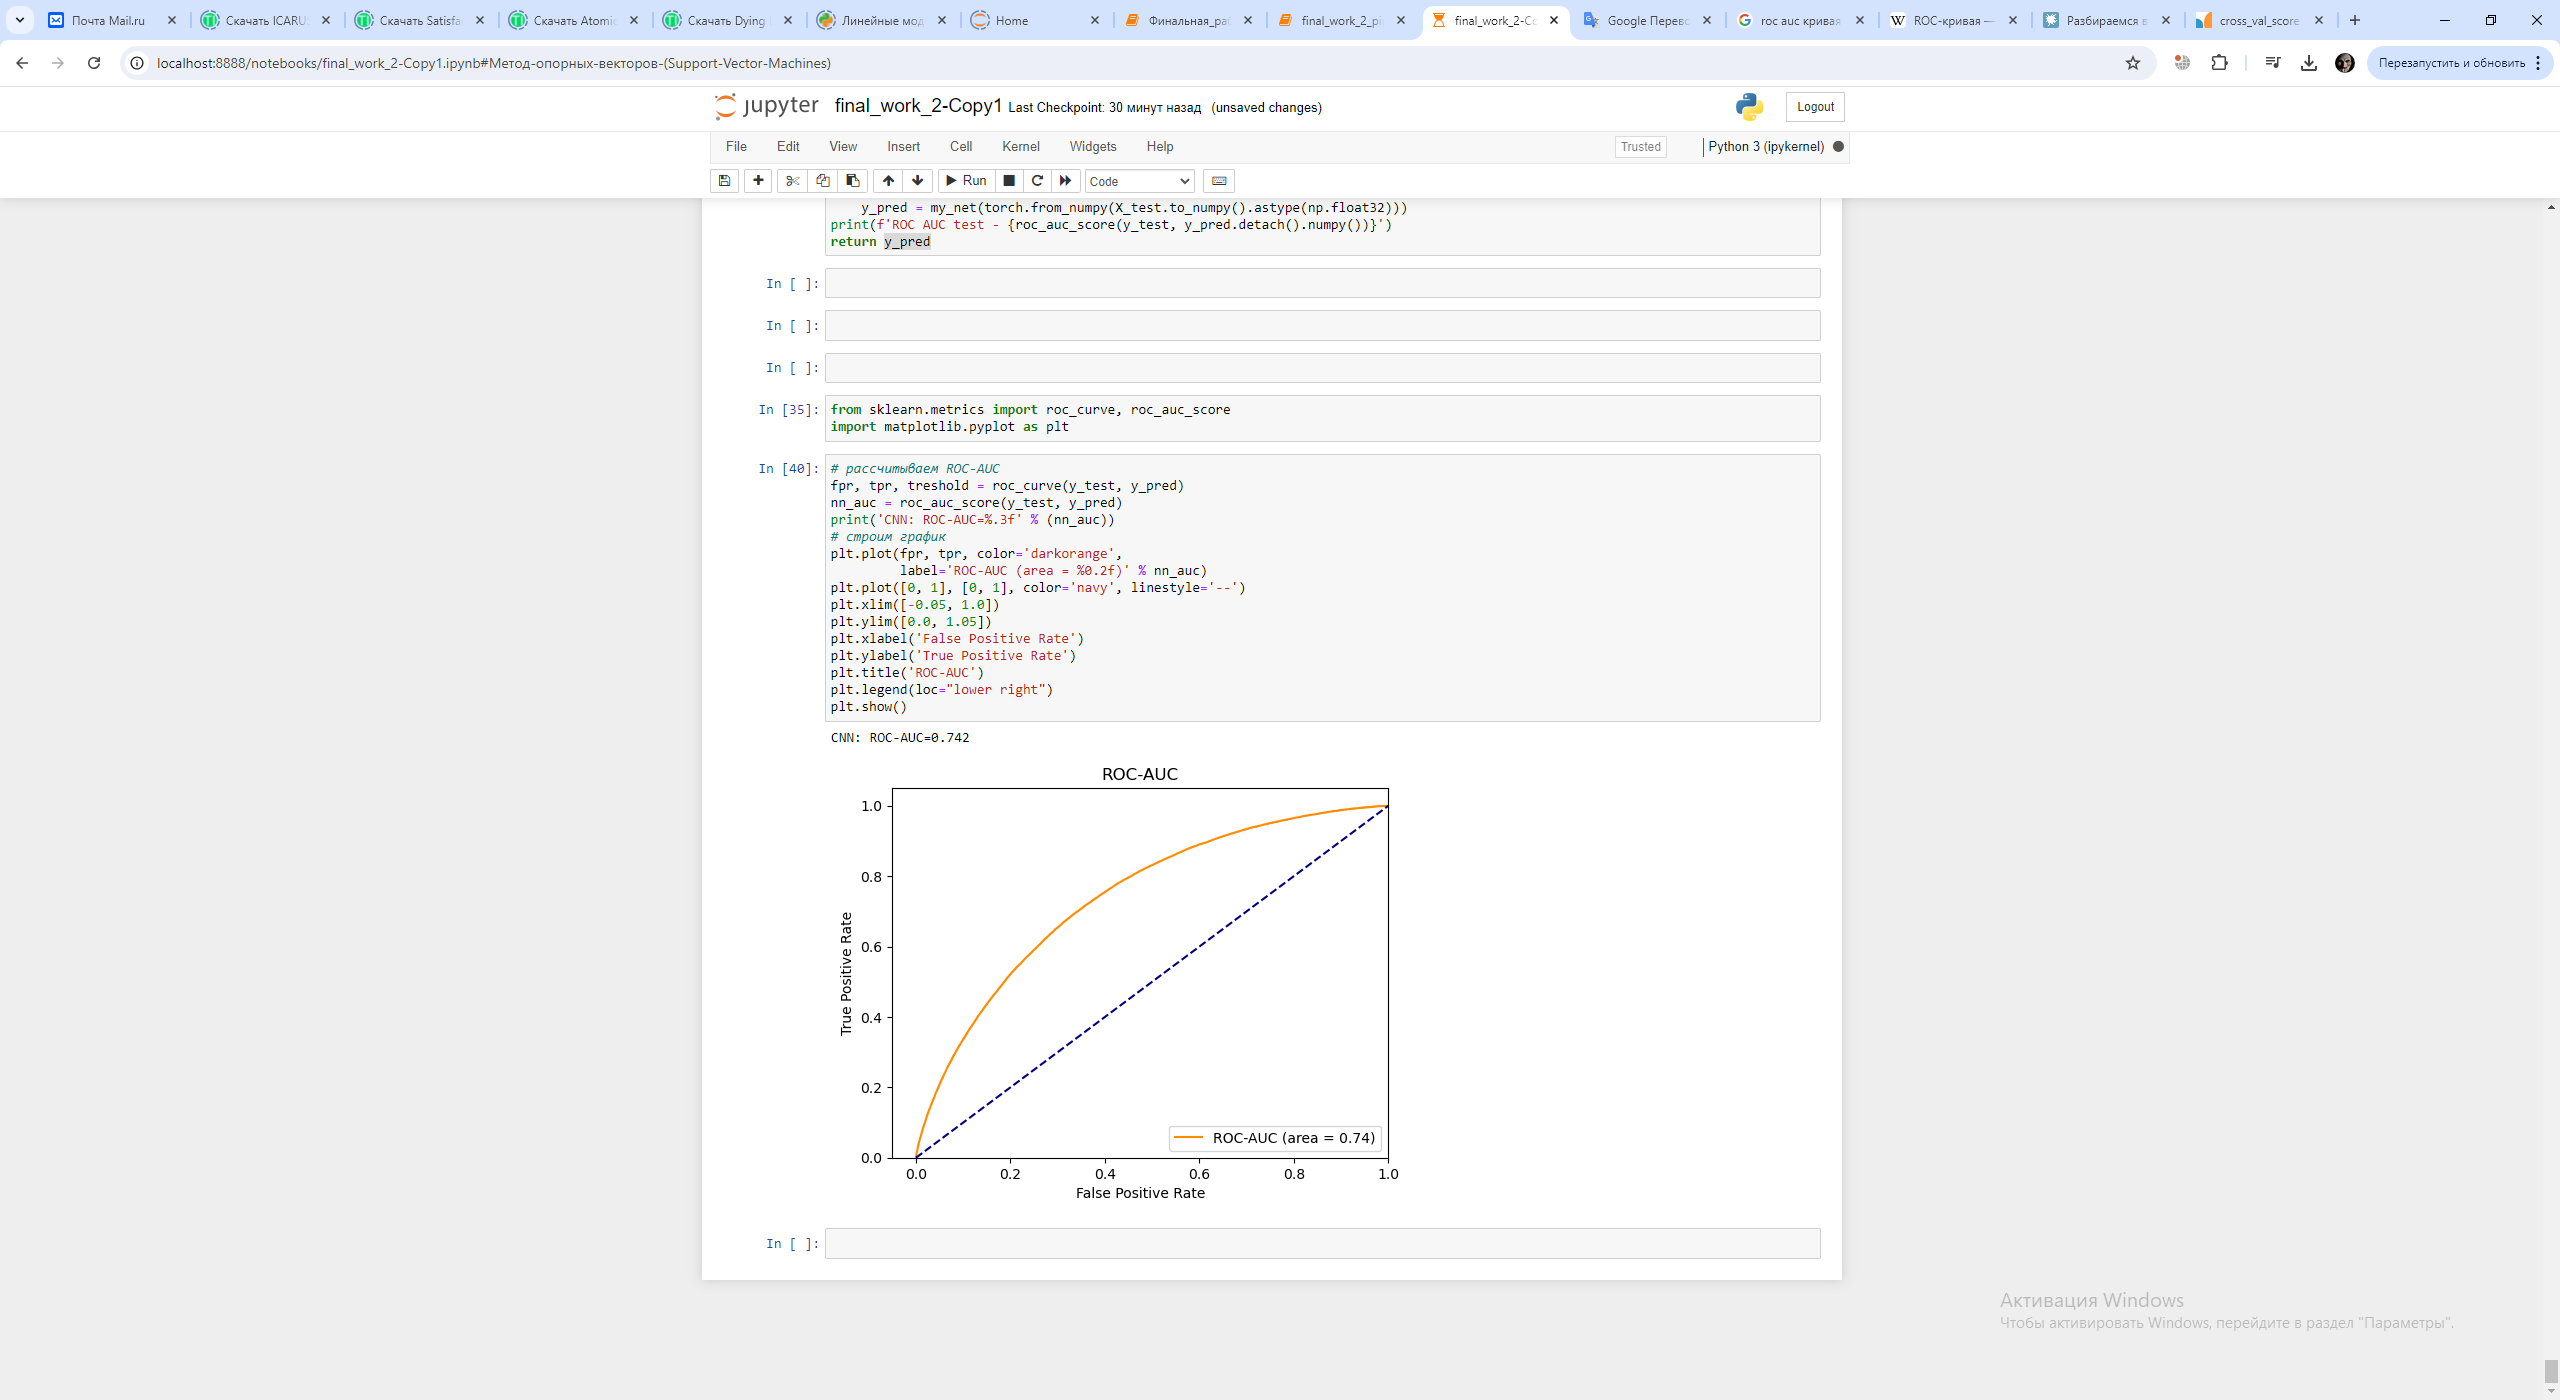 Почта Mail.ru
Скачать ICARUS
Скачать Satisfa
Скачать Atomic
Скачать Dying
Линейные мод
Home
Финальная_раб
final_work_2_pi
final_work_2-Co
Google Перево
roc auc кривая
ROC-кривая —
Разбираемся в
cross_val_score
localhost:8888/notebooks/final_work_2-Copy1.ipynb#Метод-опорных-векторов-(Support-Vector-Machines)
Перезапустить и обновить
jupyter final_work_2-Copy1 Last Checkpoint: 30 минут назад (unsaved changes)
Logout
File Edit View Insert Cell Kernel Widgets Help
Trusted
Python 3 (ipykernel)
Run
Code
y_pred = my_net(torch.from_numpy(X_test.to_numpy().astype(np.float32)))
print(f'ROC AUC test - {roc_auc_score(y_test, y_pred.detach().numpy())}')
return y_pred
In [ ]:
In [ ]:
In [ ]:
In [35]: from sklearn.metrics import roc_curve, roc_auc_score
import matplotlib.pyplot as plt
In [40]: # рассчитываем ROC-AUC
fpr, tpr, treshold = roc_curve(y_test, y_pred)
nn_auc = roc_auc_score(y_test, y_pred)
print('CNN: ROC-AUC=%.3f' % (nn_auc))
# строим график
plt.plot(fpr, tpr, color='darkorange',
label='ROC-AUC (area = %0.2f)' % nn_auc)
plt.plot([0, 1], [0, 1], color='navy', linestyle='--')
plt.xlim([-0.05, 1.0])
plt.ylim([0.0, 1.05])
plt.xlabel('False Positive Rate')
plt.ylabel('True Positive Rate')
plt.title('ROC-AUC')
plt.legend(loc="lower right")
plt.show()
CNN: ROC-AUC=0.742
ROC-AUC
1.0
0.8
0.6
0.4
0.2
0.0
True Positive Rate
ROC-AUC (area = 0.74)
0.0 0.2 0.4 0.6 0.8 1.0
False Positive Rate
In [ ]:
Активация Windows
Чтобы активировать Windows, перейдите в раздел "Параметры".